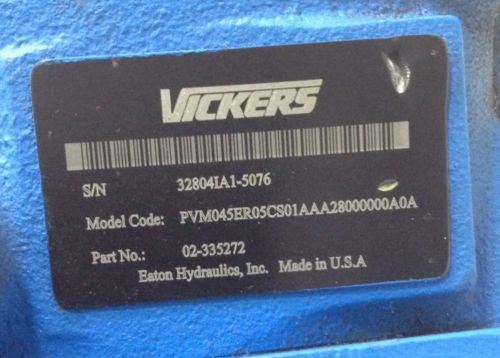 VICKERS
S/N 32804IA1-5076
Model Code: PVM045ER05CS01AAA28000000A0A
Part No.: 02-335272
Eaton Hydraulics, Inc. Made in U.S.A